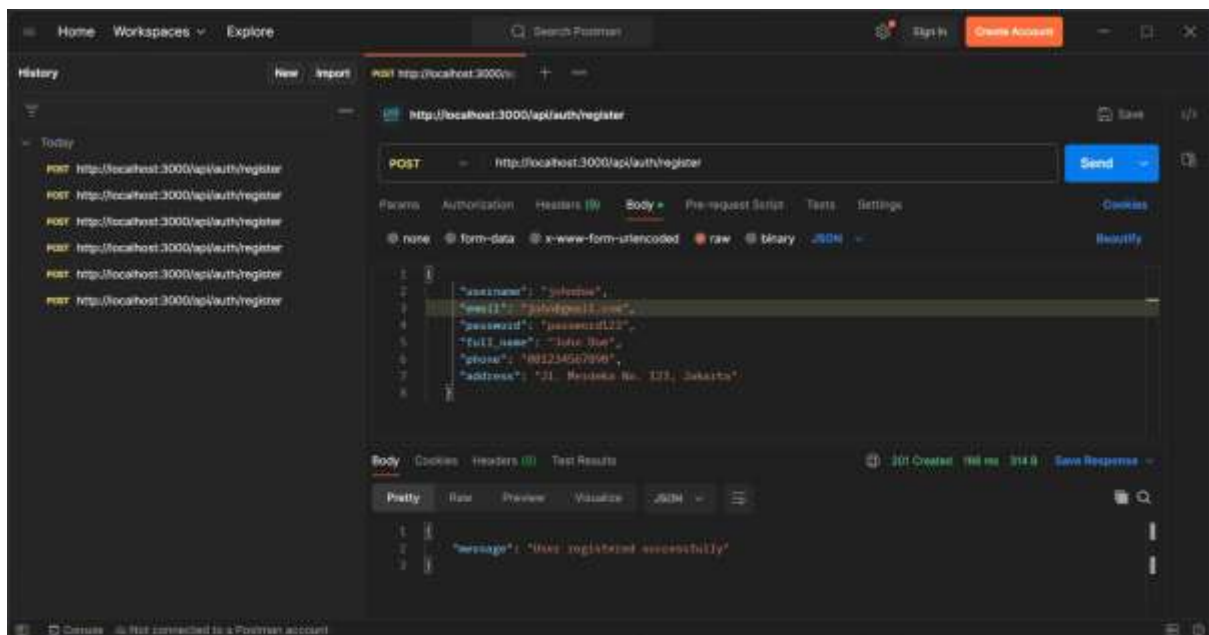 Home Workspaces Explore
Search Postman
Sign In Create Account
History New Import
POST http://localhost:3000/
http://localhost:3000/api/auth/register
Save
Today
POST http://localhost:3000/api/auth/register
POST http://localhost:3000/api/auth/register
POST http://localhost:3000/api/auth/register
POST http://localhost:3000/api/auth/register
POST http://localhost:3000/api/auth/register
POST http://localhost:3000/api/auth/register
POST http://localhost:3000/api/auth/register
Send
Params Authorization Headers (9) Body Pre-request Script Tests Settings
Cookies
none form-data x-www-form-urlencoded raw binary JSON
Beautify
1 {
2 "username": "johndoe",
3 "email": "john@gmail.com",
4 "password": "password123",
5 "full_name": "John Doe",
6 "phone": "081234567890",
7 "address": "Jl. Merdeka No. 123, Jakarta"
8 }
Body Cookies Headers Test Results
201 Created 314 B Save Response
Pretty Raw Preview Visualize JSON
1 {
2 "message": "User registered successfully"
3 }
Console Not connected to a Postman account